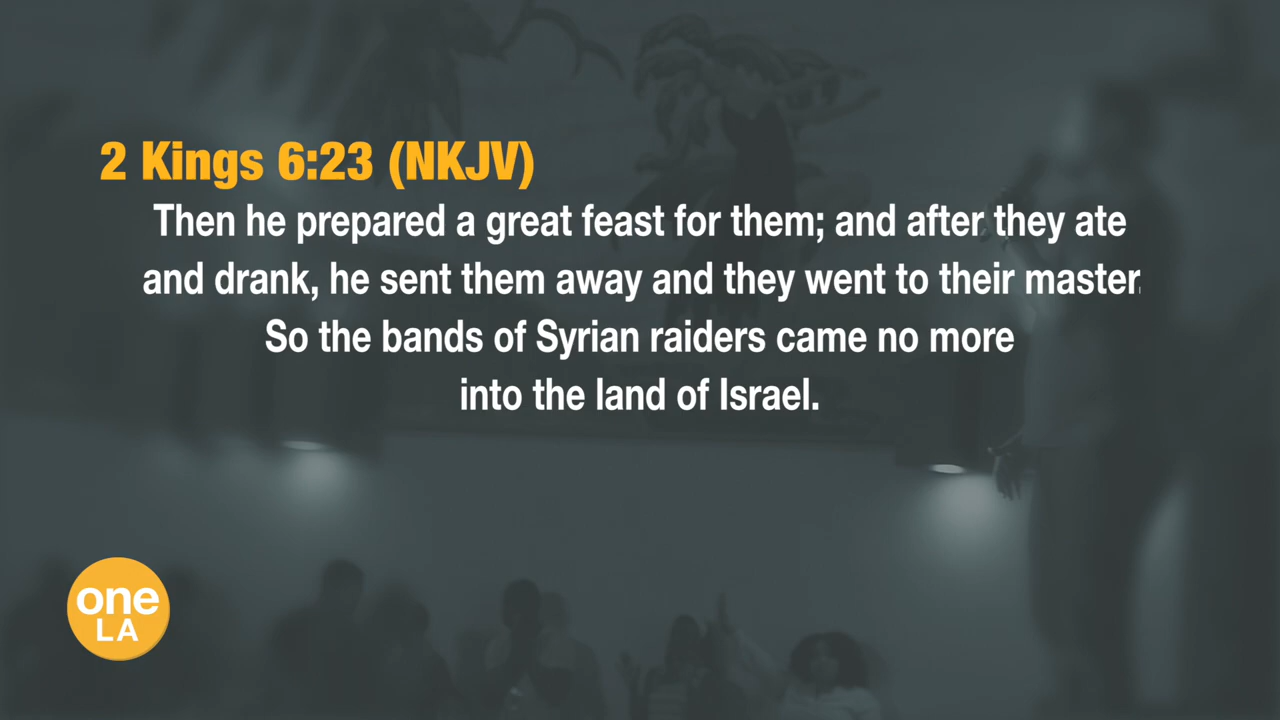 2 Kings 6:23 (NKJV)
Then he prepared a great feast for them; and after they ate
and drank, he sent them away and they went to their master.
So the bands of Syrian raiders came no more
into the land of Israel.
one
LA